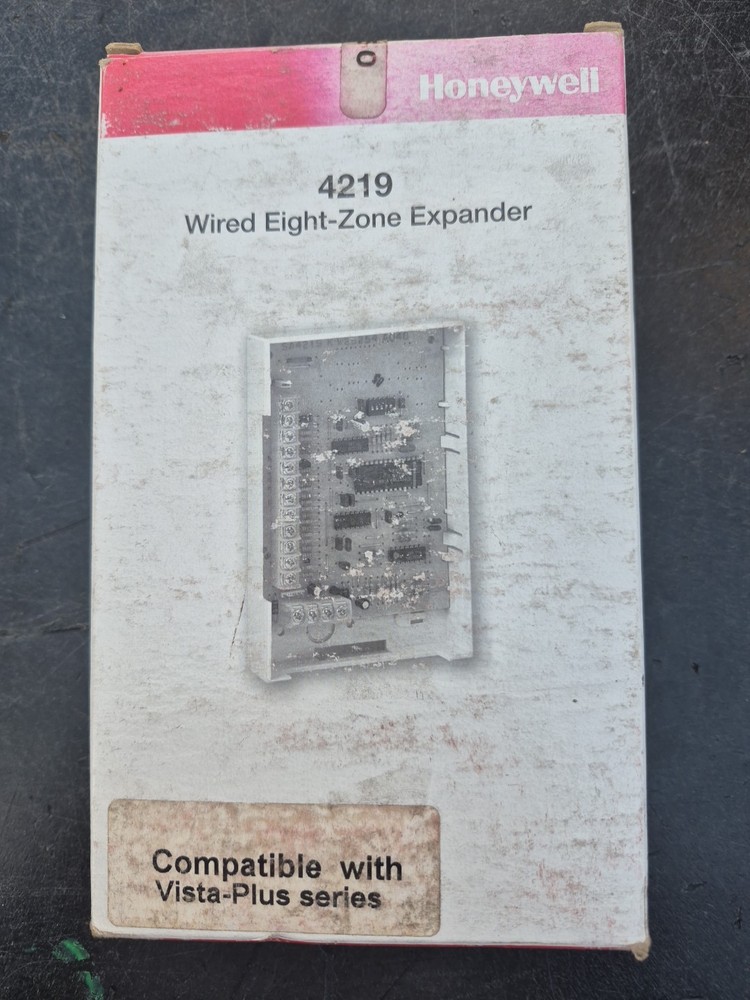 Honeywell
4219
Wired Eight-Zone Expander
Compatible with
Vista-Plus series